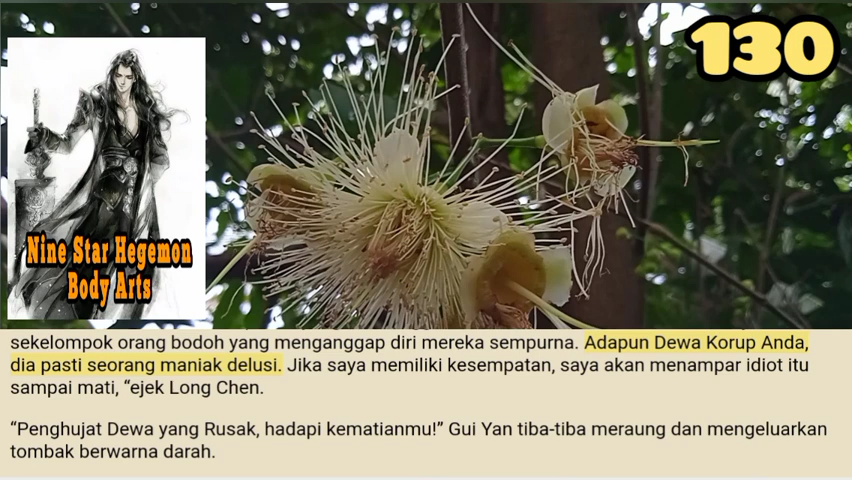 130
Nine Star Hegemon
Body Arts
sekelompok orang bodoh yang menganggap diri mereka sempurna. Adapun Dewa Korup Anda,
dia pasti seorang maniak delusi. Jika saya memiliki kesempatan, saya akan menampar idiot itu
sampai mati, “ejek Long Chen.
“Penghujat Dewa yang Rusak, hadapi kematianmu!” Gui Yan tiba-tiba meraung dan mengeluarkan
tombak berwarna darah.